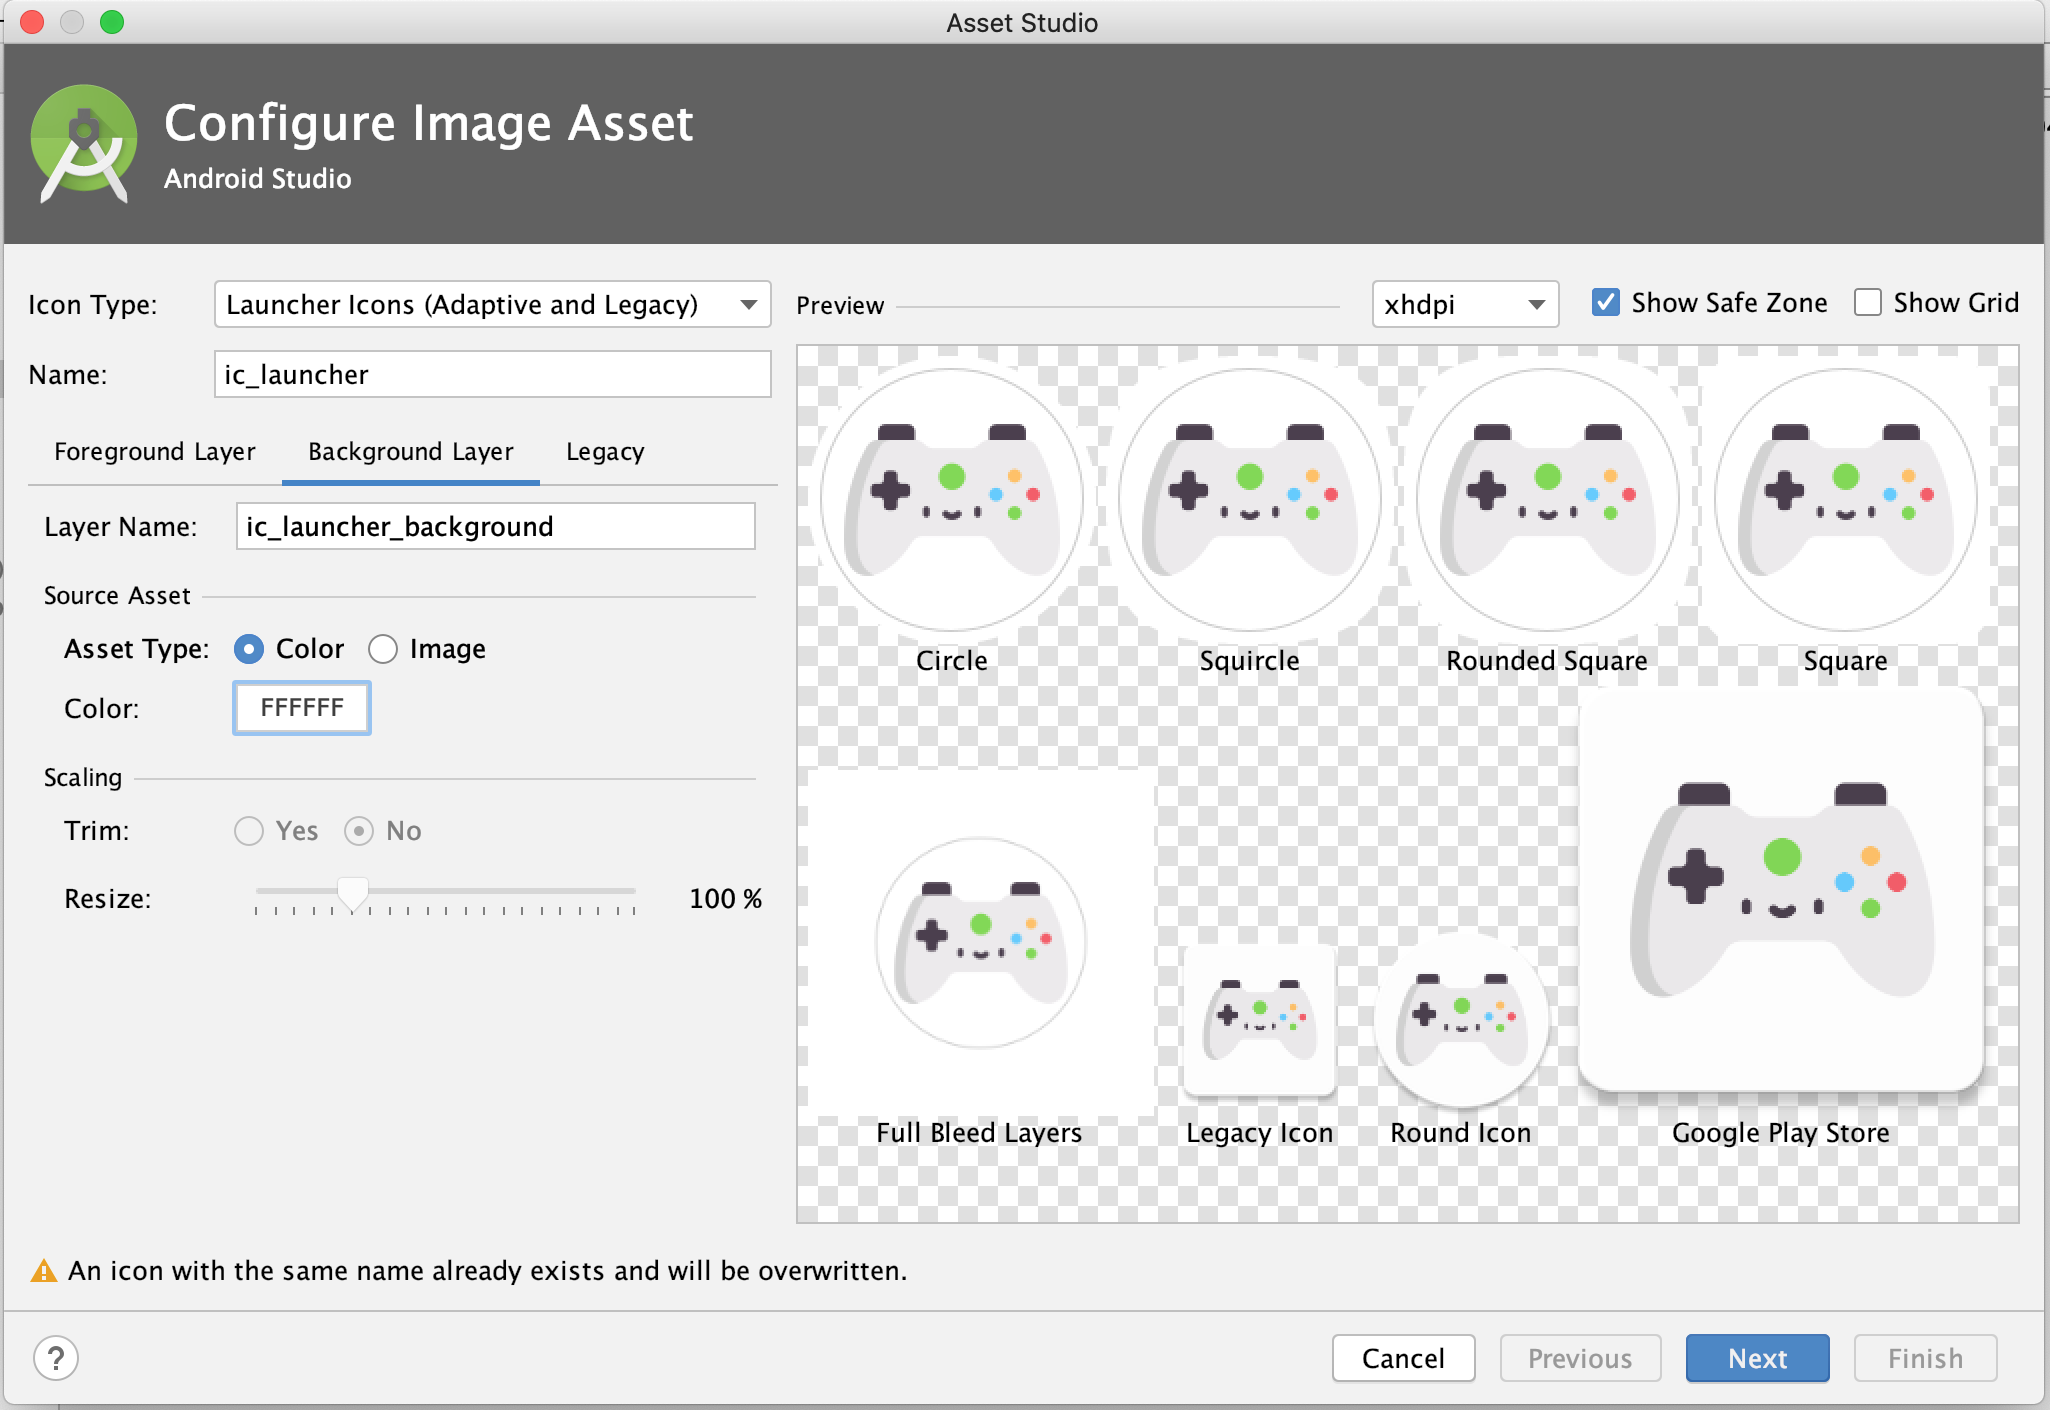 Asset Studio
Configure Image Asset
Android Studio
Icon Type: Launcher Icons (Adaptive and Legacy)
Name: ic_launcher
Foreground Layer Background Layer Legacy
Layer Name: ic_launcher_background
Source Asset
Asset Type: Color Image
Color: FFFFFF
Scaling
Trim: Yes No
Resize: 100 %
Preview xhdpi Show Safe Zone Show Grid
Circle Squircle Rounded Square Square
Full Bleed Layers Legacy Icon Round Icon Google Play Store
An icon with the same name already exists and will be overwritten.
? Cancel Previous Next Finish